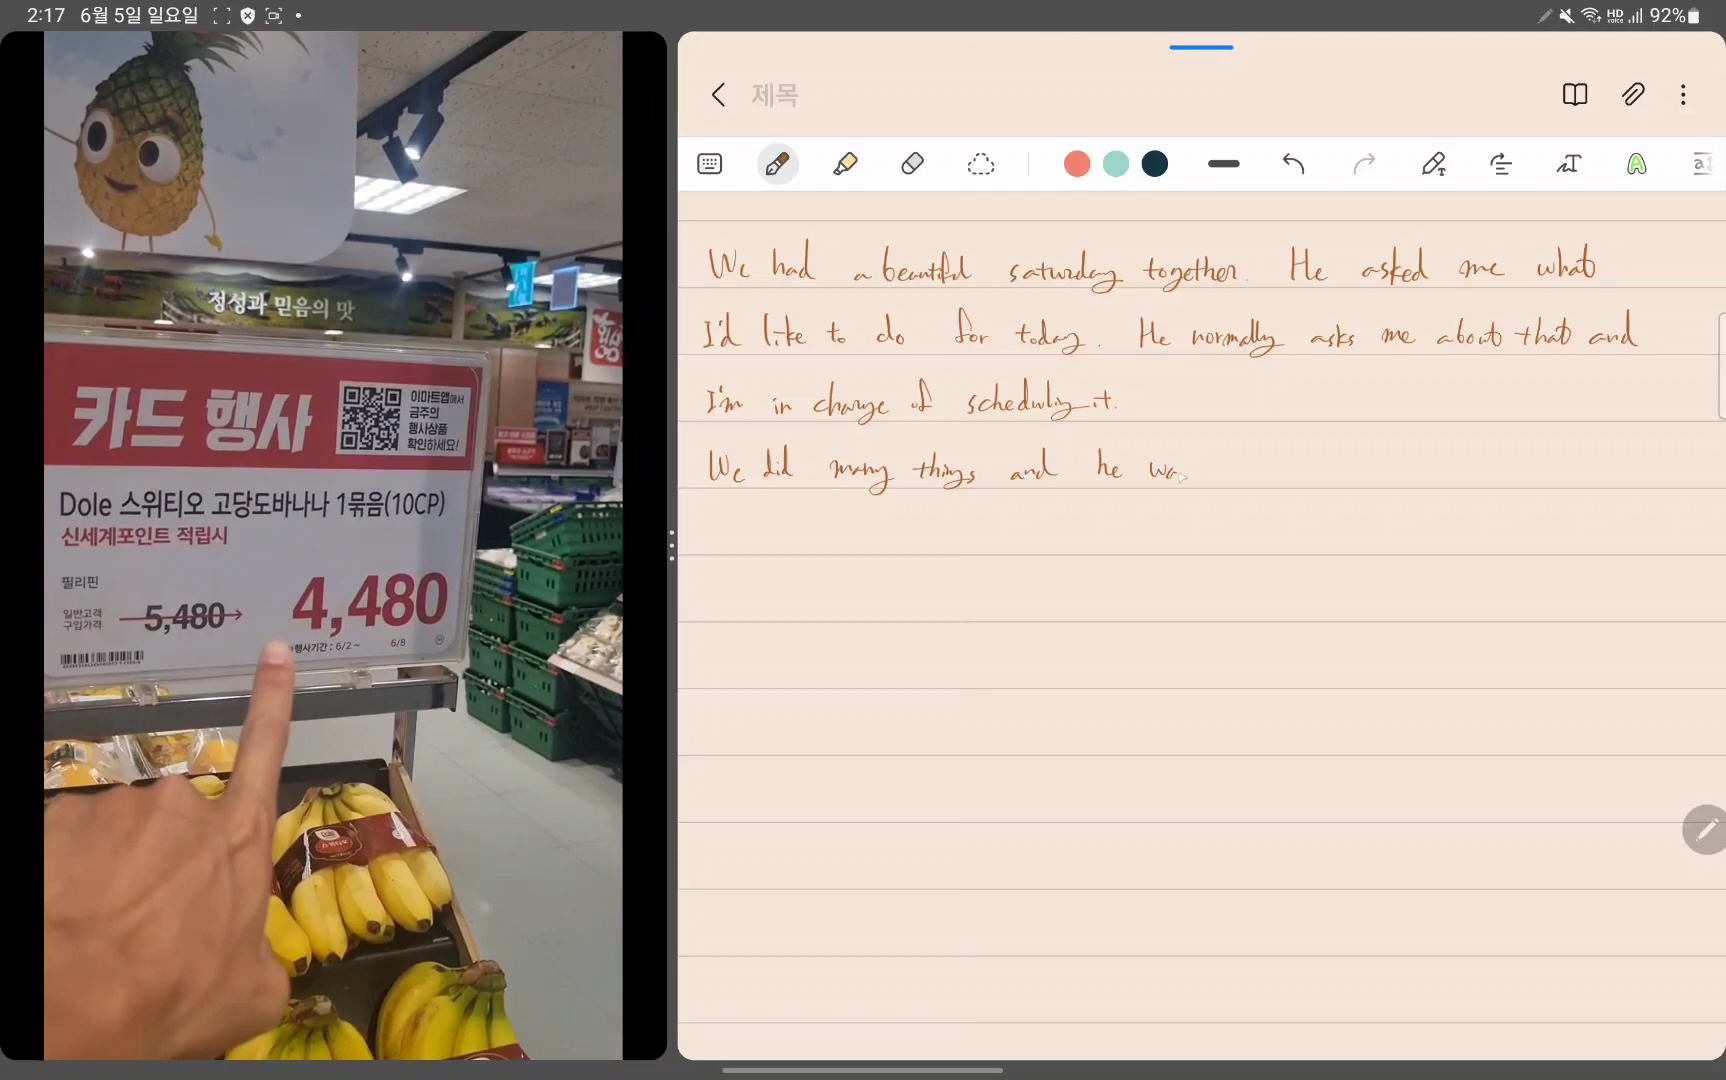 2:17 6월 5일 일요일
HD voice 92%
정성과 믿음의 맛
카드 행사
이마트앱에서
금주의
행사상품
확인하세요!
Dole 스위티오 고당도바나나 1묶음(10CP)
신세계포인트 적립시
필리핀
일반고객
구입가격
5,480
4,480
행사기간 : 6/2 ~ 6/8
제목
We had a beautiful saturday together. He asked me what
I'd like to do for today. He normally asks me about that and
I'm in charge of scheduling it.
We did many things and he wa